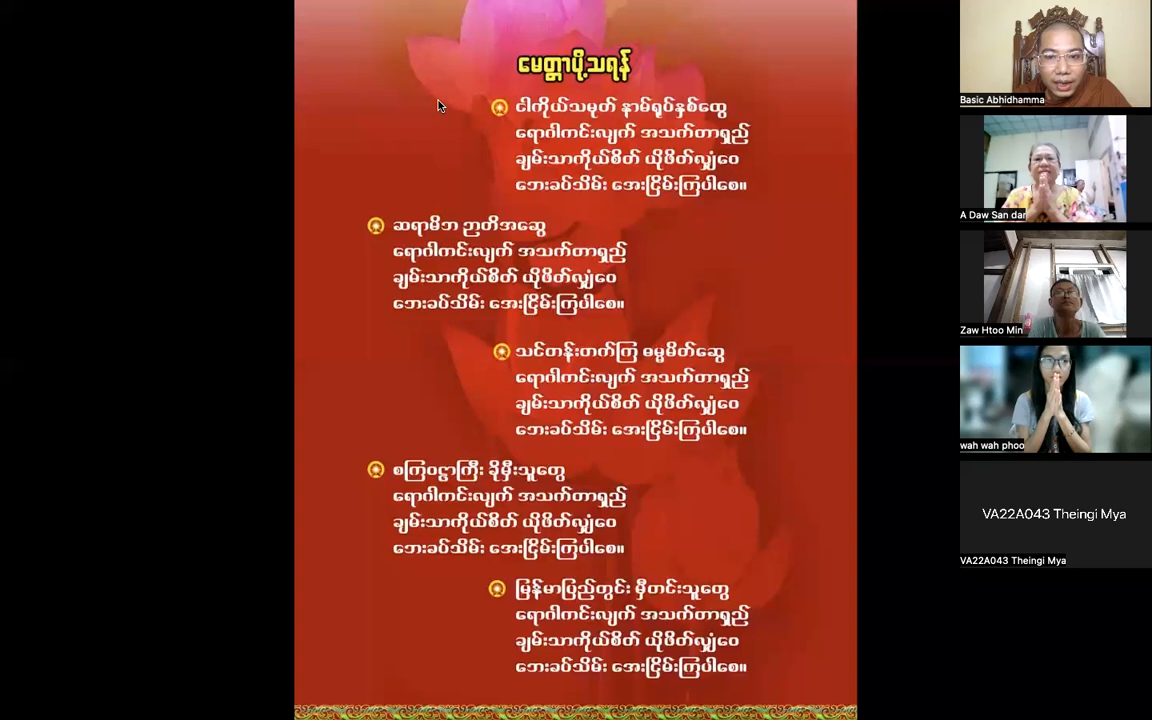 မေတ္တာပို့သရန်
ငါကိုယ်သမုတ် နာမ်ရုပ်နှစ်ထွေ
ရောဂါကင်းလျက် အသက်တာရှည်
ချမ်းသာကိုယ်စိတ် ယိုဖိတ်လျှံဝေ
ဘေးခပ်သိမ်း အေးငြိမ်းကြပါစေ။
ဆရာမိဘ ဉာတိအဆွေ
ရောဂါကင်းလျက် အသက်တာရှည်
ချမ်းသာကိုယ်စိတ် ယိုဖိတ်လျှံဝေ
ဘေးခပ်သိမ်း အေးငြိမ်းကြပါစေ။
သင်တန်းတက်ကြ ဓမ္မမိတ်ဆွေ
ရောဂါကင်းလျက် အသက်တာရှည်
ချမ်းသာကိုယ်စိတ် ယိုဖိတ်လျှံဝေ
ဘေးခပ်သိမ်း အေးငြိမ်းကြပါစေ။
စကြဝဠာကြီး ခိုမှီးသူတွေ
ရောဂါကင်းလျက် အသက်တာရှည်
ချမ်းသာကိုယ်စိတ် ယိုဖိတ်လျှံဝေ
ဘေးခပ်သိမ်း အေးငြိမ်းကြပါစေ။
မြန်မာပြည်တွင်း မှီတင်းသူတွေ
ရောဂါကင်းလျက် အသက်တာရှည်
ချမ်းသာကိုယ်စိတ် ယိုဖိတ်လျှံဝေ
ဘေးခပ်သိမ်း အေးငြိမ်းကြပါစေ။
Basic Abhidhamma
A Daw San dar
Zaw Htoo Min
wah wah phoo
VA22A043 Theingi Mya
VA22A043 Theingi Mya